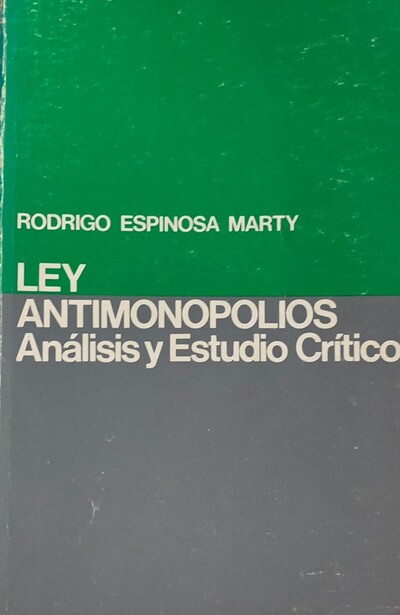 RODRIGO ESPINOSA MARTY
LEY
ANTIMONOPOLIOS
Análisis y Estudio Crítico